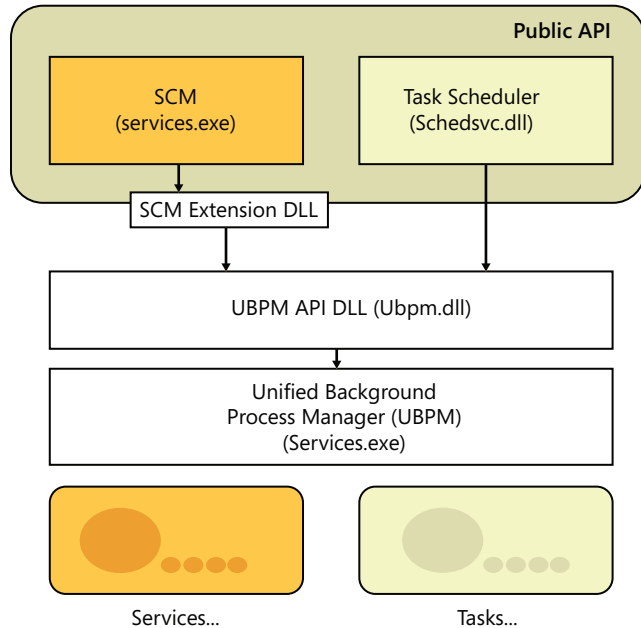 Public API
SCM
(services.exe)
Task Scheduler
(Schedsvc.dll)
SCM Extension DLL
UBPM API DLL (Ubpm.dll)
Unified Background
Process Manager (UBPM)
(Services.exe)
Services...
Tasks...